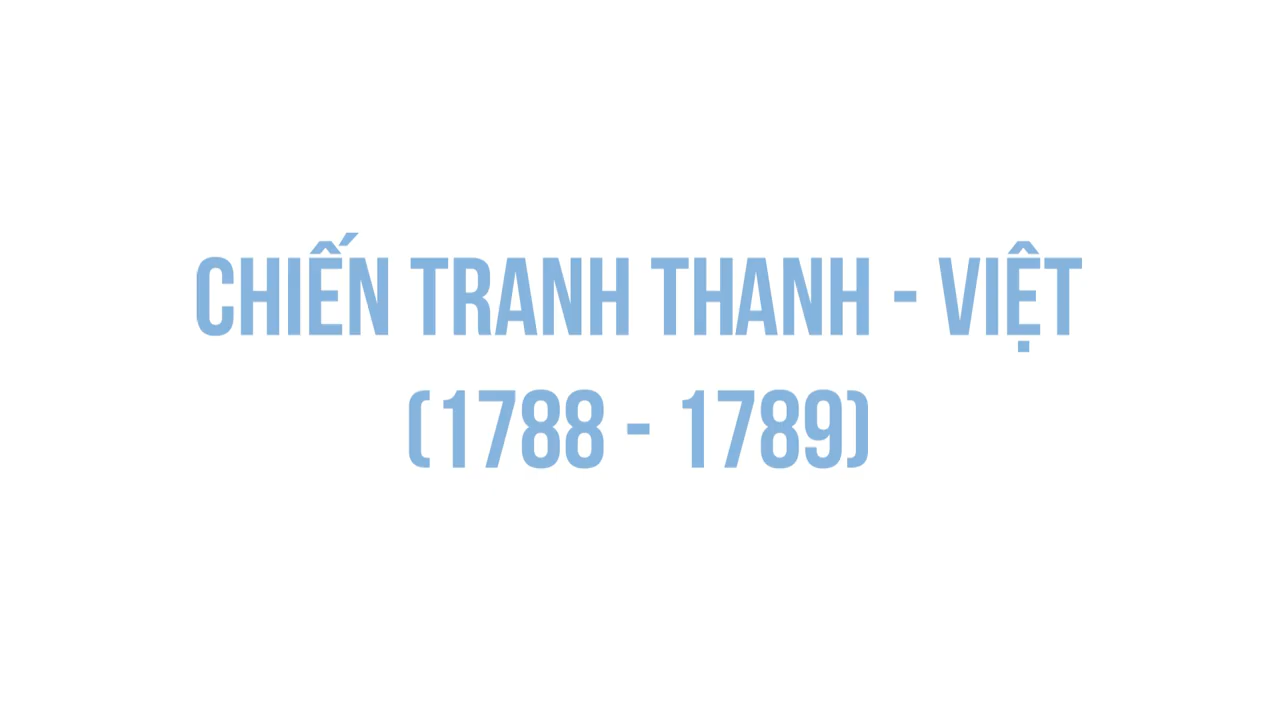 CHIẾN TRANH THANH - VIỆT
(1788 - 1789)